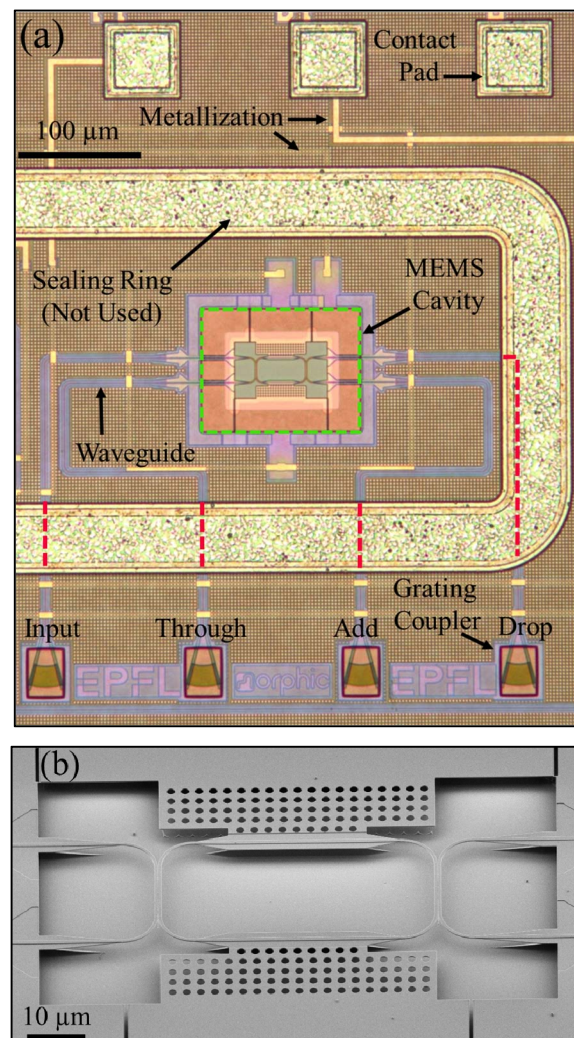 (a)
Contact
Pad
Metallization
100 µm
Sealing Ring
(Not Used)
MEMS
Cavity
Waveguide
Grating
Coupler
Input
Through
Add
Drop
EPFL
orphic
EPFL
(b)
10 µm